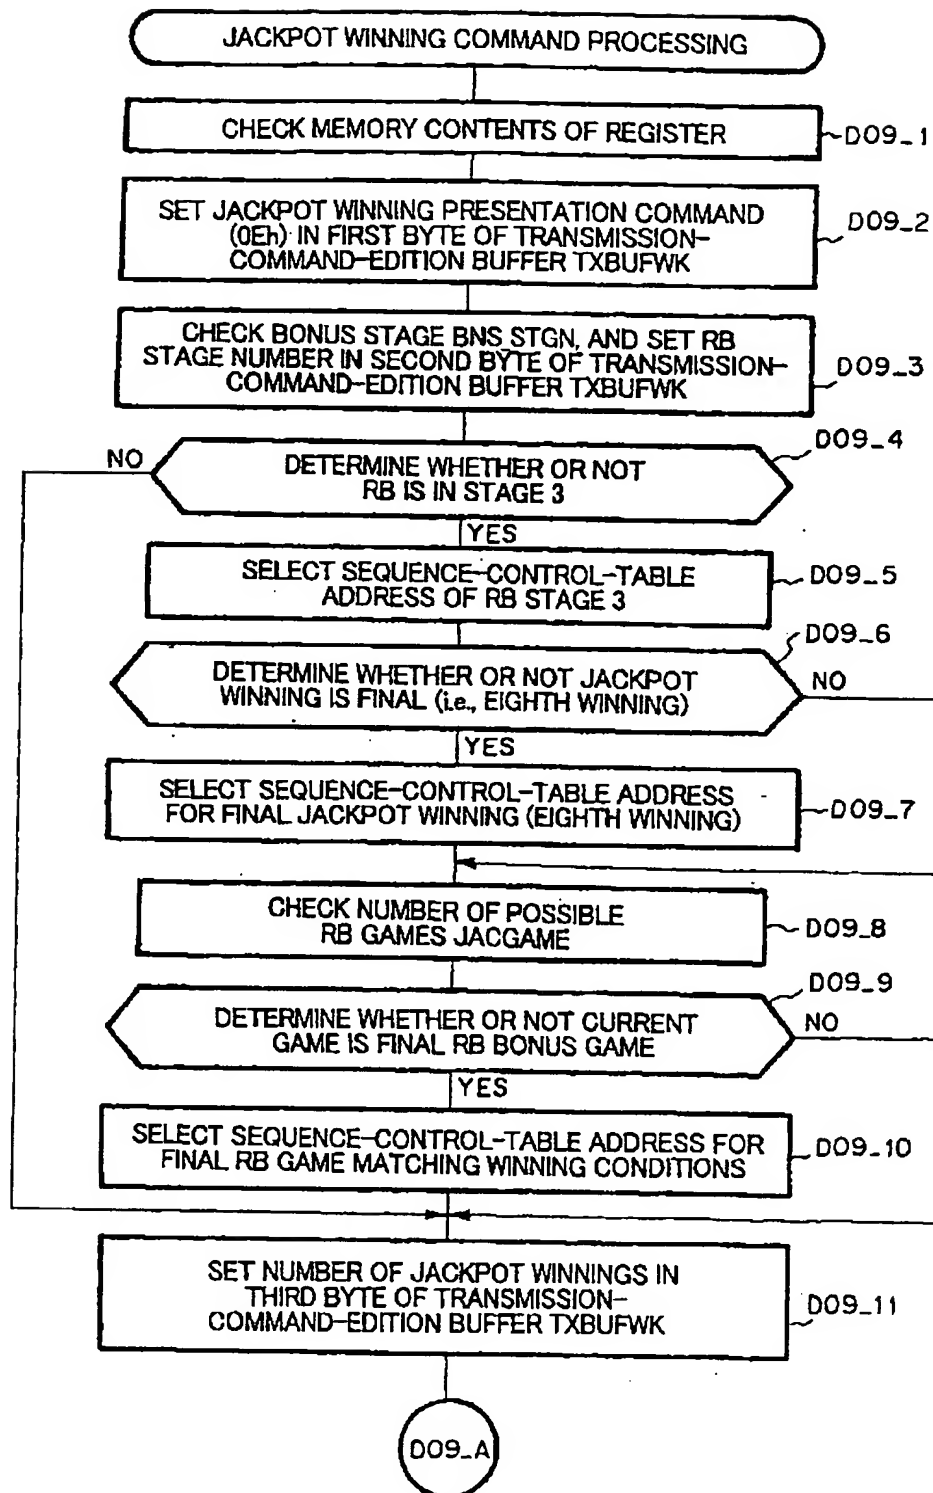 JACKPOT WINNING COMMAND PROCESSING
CHECK MEMORY CONTENTS OF REGISTER
D09_1
SET JACKPOT WINNING PRESENTATION COMMAND
(0Eh) IN FIRST BYTE OF TRANSMISSION-
COMMAND-EDITION BUFFER TXBUFWK
D09_2
CHECK BONUS STAGE BNS STGN, AND SET RB
STAGE NUMBER IN SECOND BYTE OF TRANSMISSION-
COMMAND-EDITION BUFFER TXBUFWK
D09_3
D09_4
NO
DETERMINE WHETHER OR NOT
RB IS IN STAGE 3
YES
SELECT SEQUENCE-CONTROL-TABLE
ADDRESS OF RB STAGE 3
D09_5
D09_6
DETERMINE WHETHER OR NOT JACKPOT
WINNING IS FINAL (i.e., EIGHTH WINNING)
NO
YES
SELECT SEQUENCE-CONTROL-TABLE ADDRESS
FOR FINAL JACKPOT WINNING (EIGHTH WINNING)
D09_7
CHECK NUMBER OF POSSIBLE
RB GAMES JACGAME
D09_8
D09_9
DETERMINE WHETHER OR NOT CURRENT
GAME IS FINAL RB BONUS GAME
NO
YES
SELECT SEQUENCE-CONTROL-TABLE ADDRESS FOR
FINAL RB GAME MATCHING WINNING CONDITIONS
D09_10
SET NUMBER OF JACKPOT WINNINGS IN
THIRD BYTE OF TRANSMISSION-
COMMAND-EDITION BUFFER TXBUFWK
D09_11
D09_A